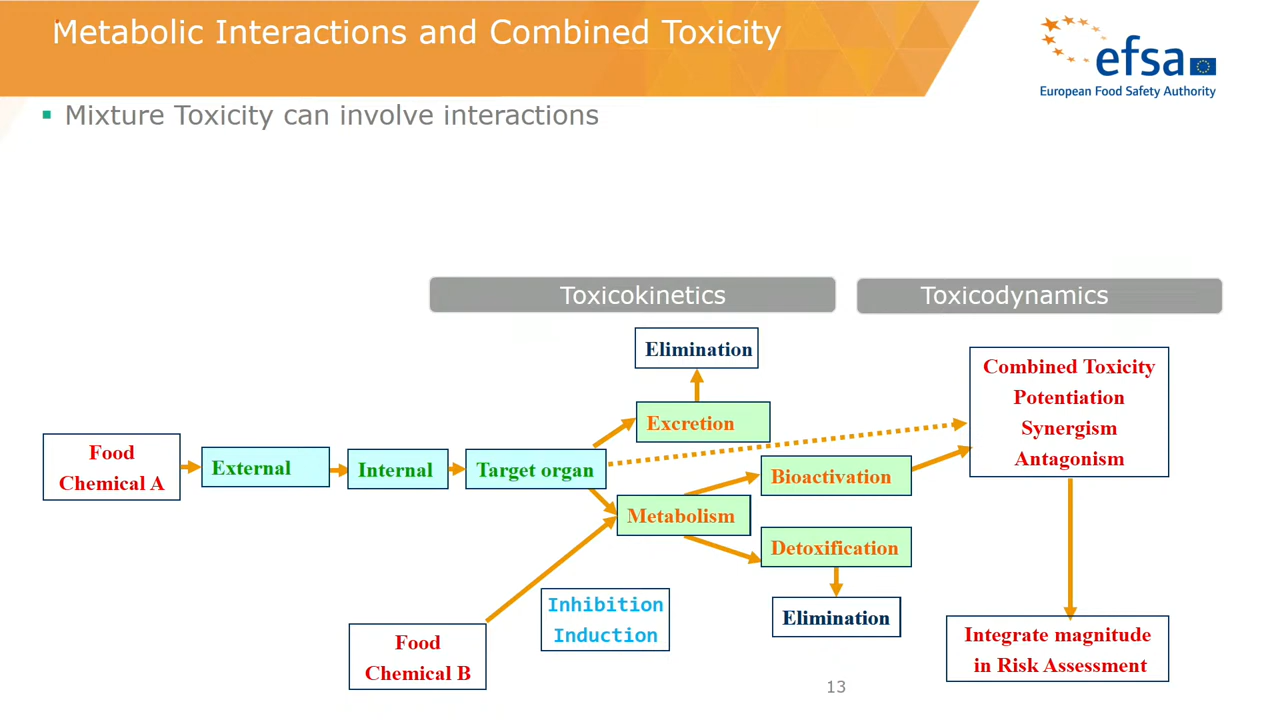 Metabolic Interactions and Combined Toxicity
efsa
European Food Safety Authority
▪ Mixture Toxicity can involve interactions
Toxicokinetics
Toxicodynamics
Elimination
Excretion
Combined Toxicity
Potentiation
Synergism
Antagonism
Food
Chemical A
External
Internal
Target organ
Bioactivation
Metabolism
Detoxification
Elimination
Inhibition
Induction
Food
Chemical B
Integrate magnitude
in Risk Assessment
13